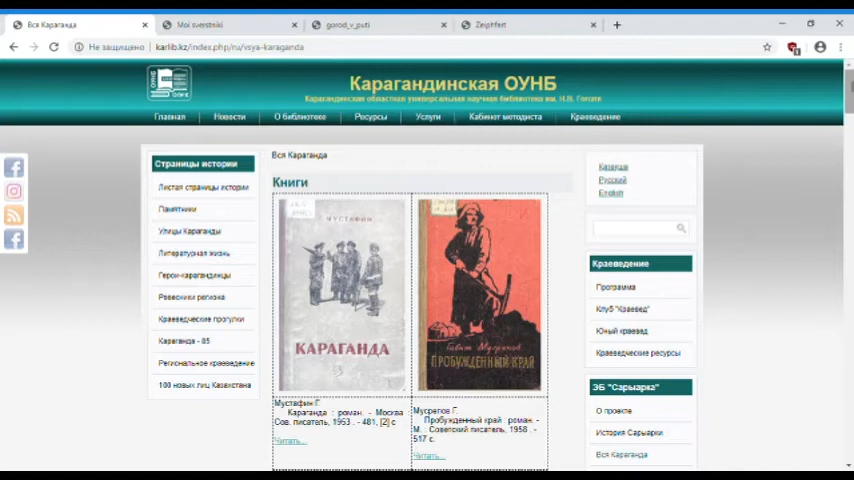 Вся Караганда
Moi sverstniki
gorod_v_puti
Zeiphfert
Не защищено
karlib.kz/index.php/ru/vsya-karaganda
Карагандинская ОУНБ
Карагандинская областная универсальная научная библиотека им. Н.В. Гоголя
Главная
Новости
О библиотеке
Ресурсы
Услуги
Кабинет методиста
Краеведение
Страницы истории
Листая страницы истории
Памятники
Улицы Караганды
Литературная жизнь
Герои-карагандинцы
Ровесники региона
Краеведческие прогулки
Караганда - 85
Региональное краеведение
100 новых лиц Казахстана
Вся Караганда
Книги
МУСТАФИН
КАРАГАНДА
Габит Мусрепов
ПРОБУЖДЕННЫЙ КРАЙ
Мустафин Г.
Караганда : роман. - Москва
Сов. писатель, 1953 . - 481, [2] с
Читать...
Мусрепов Г.
Пробужденный край : роман. -
М. : Советский писатель, 1958 . -
517 с.
Читать...
Казақша
Русский
English
Краеведение
Программа
Клуб "Краевед"
Юный краевед
Краеведческие ресурсы
ЭБ "Сарыарка"
О проекте
История Сарыарки
Вся Караганда